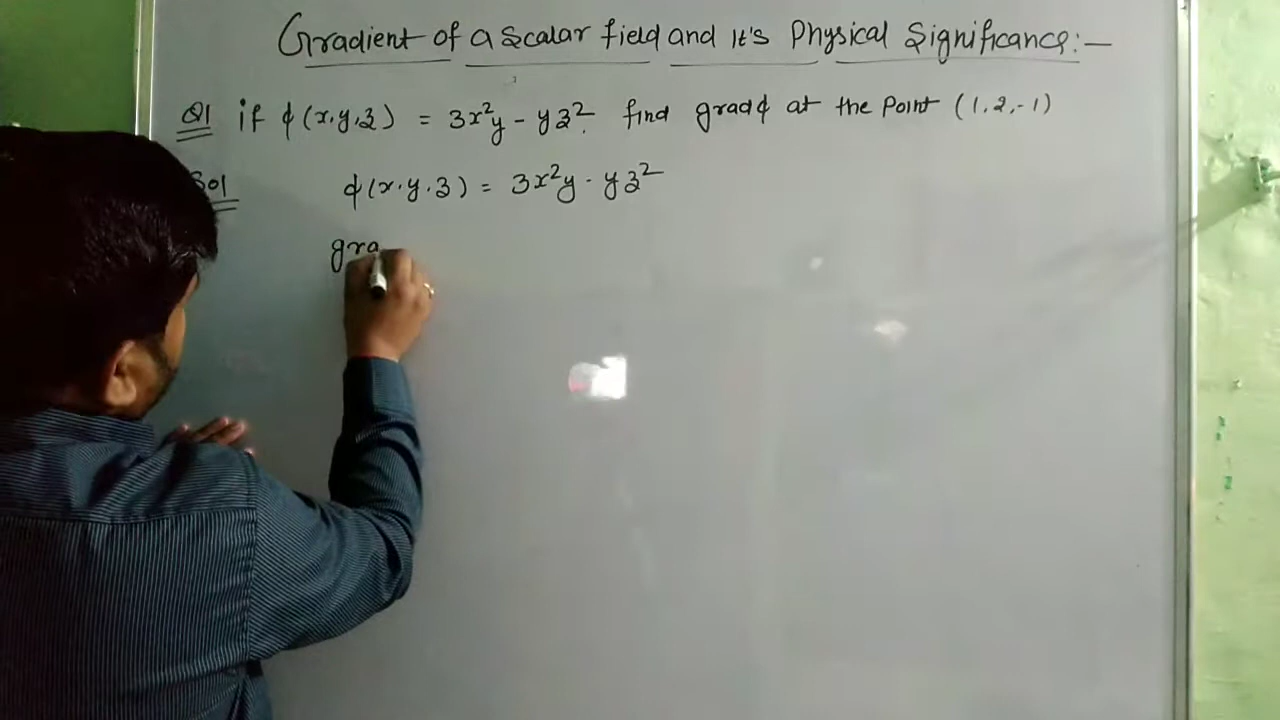 Gradient of a Scalar field and It's Physical Significance:-
Q1 if ϕ(x,y,z) = 3x²y - yz². find gradϕ at the Point (1,2,-1)
Sol ϕ(x.y.z) = 3x²y - yz²
gra